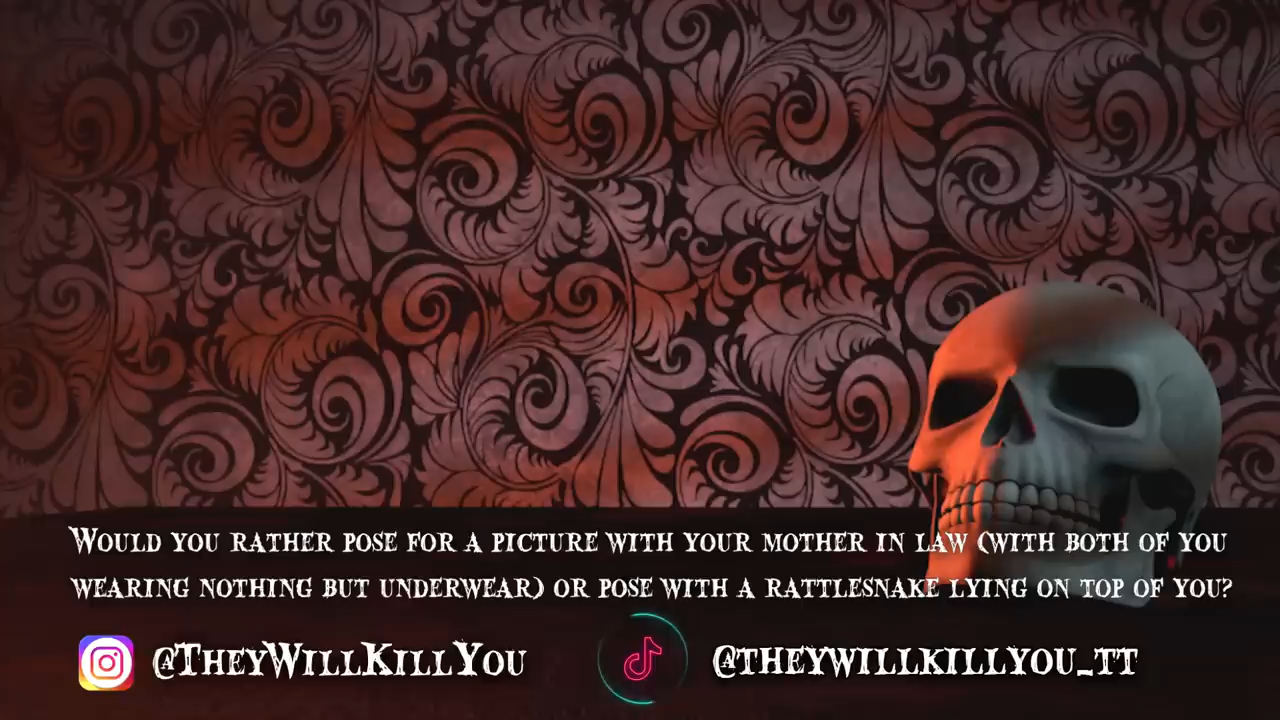 Would you rather pose for a picture with your mother in law (with both of you
wearing nothing but underwear) or pose with a rattlesnake lying on top of you?
@TheyWillKillYou
@theywillkillyou_tt